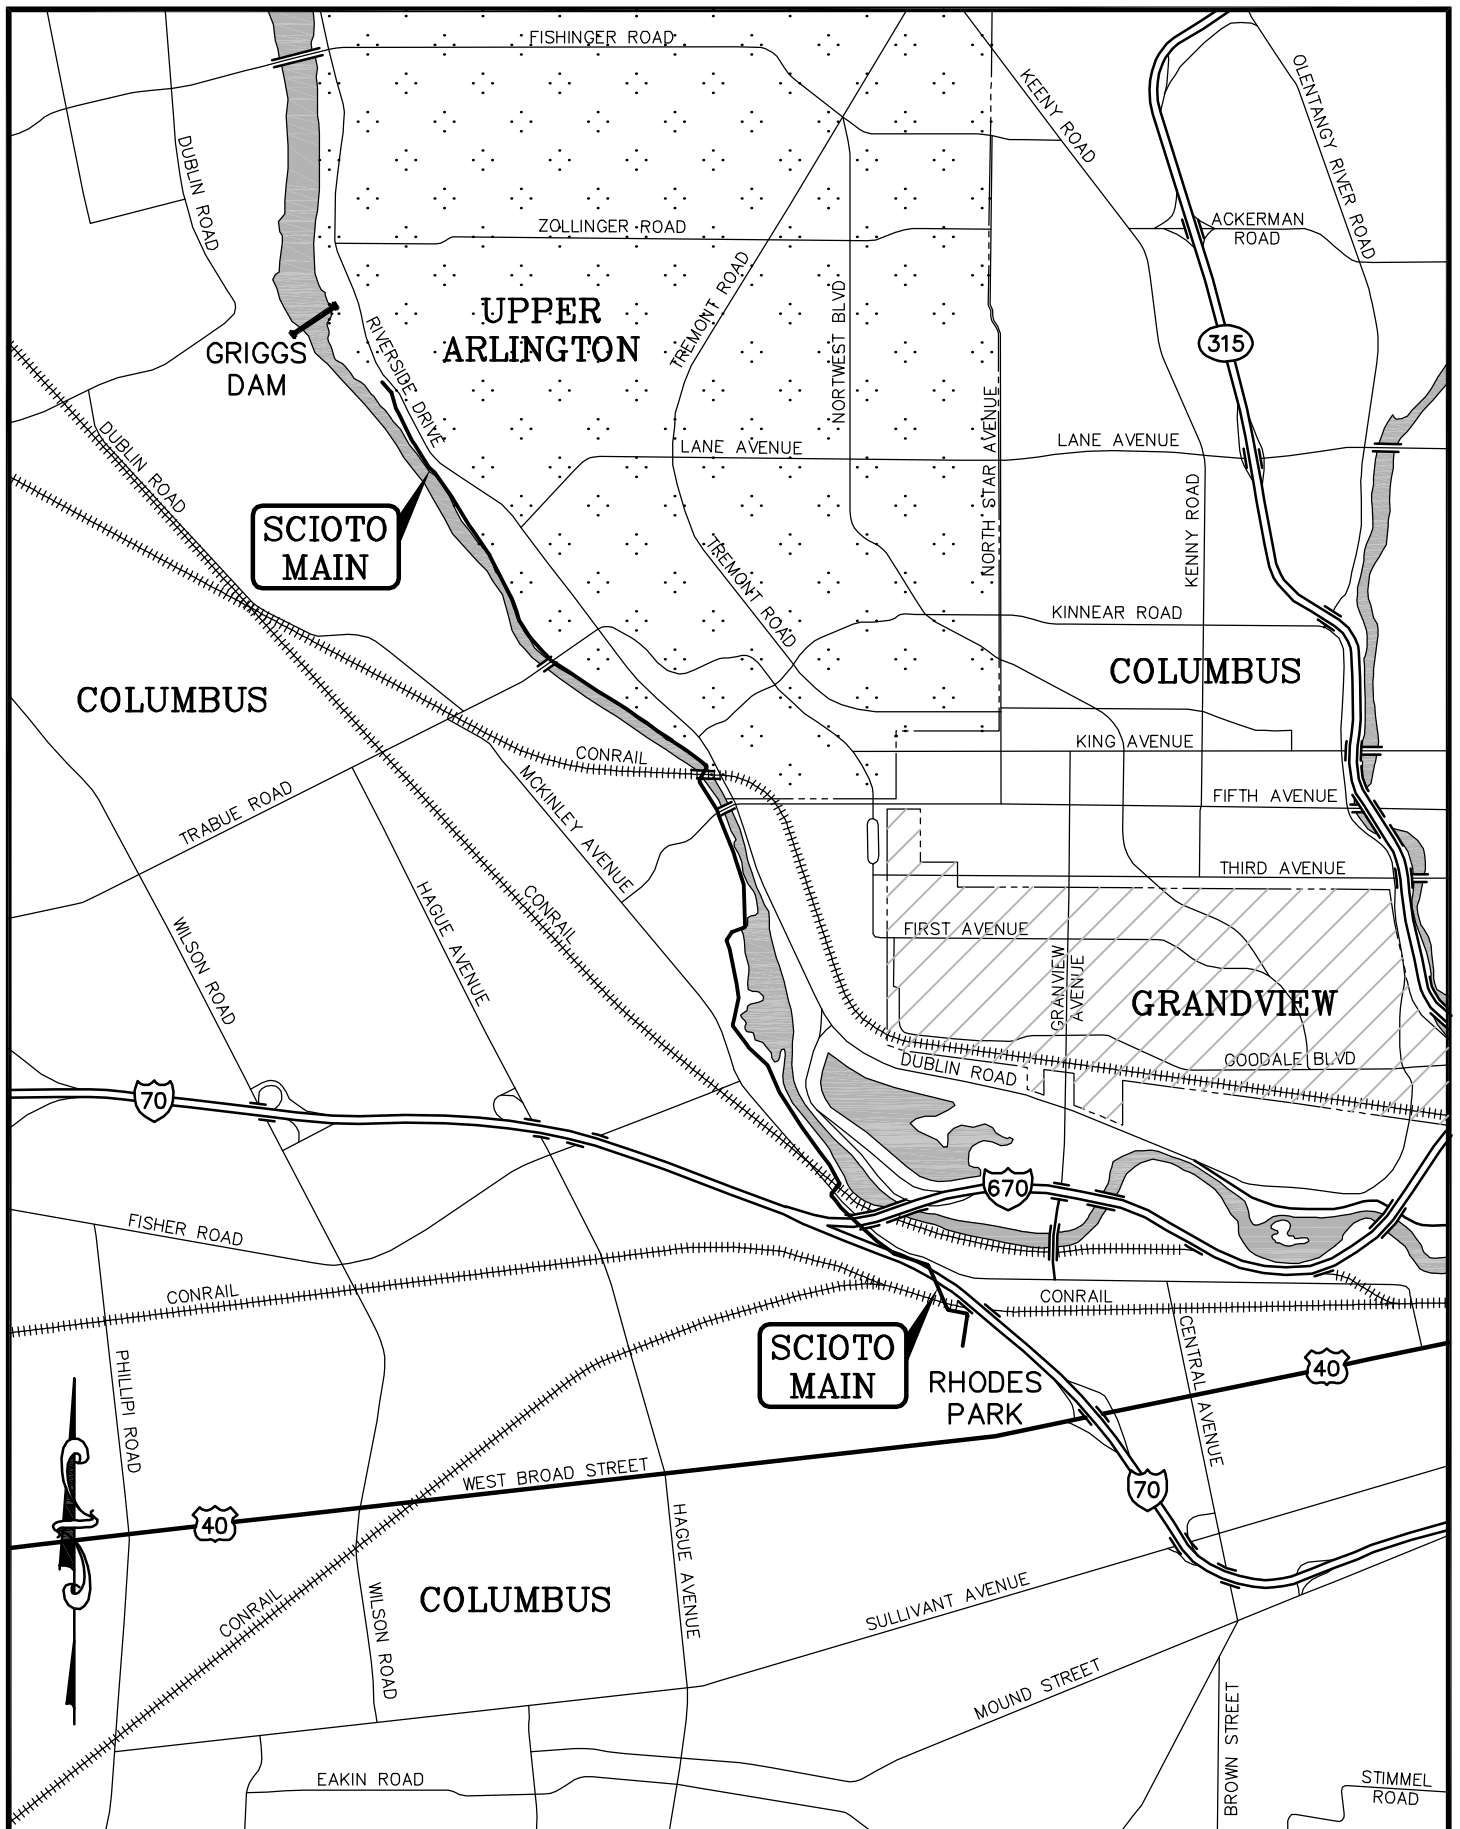 FISHINGER ROAD
KEENY ROAD
OLENTANGY RIVER ROAD
DUBLIN ROAD
ZOLLINGER ROAD
ACKERMAN
ROAD
TREMONT ROAD
NORTWEST BLVD
UPPER
ARLINGTON
RIVERSIDE DRIVE
GRIGGS
DAM
315
NORTH STAR AVENUE
LANE AVENUE
LANE AVENUE
DUBLIN ROAD
KENNY ROAD
SCIOTO
MAIN
TREMONT ROAD
KINNEAR ROAD
COLUMBUS
COLUMBUS
KING AVENUE
CONRAIL
MCKINLEY AVENUE
TRABUE ROAD
FIFTH AVENUE
THIRD AVENUE
HAGUE AVENUE
CONRAIL
WILSON ROAD
FIRST AVENUE
GRANVIEW
AVENUE
GRANDVIEW
GOODALE BLVD
DUBLIN ROAD
70
670
FISHER ROAD
CONRAIL
CONRAIL
SCIOTO
MAIN
RHODES
PARK
CENTRAL AVENUE
40
PHILLIPI ROAD
WEST BROAD STREET
70
40
HAGUE AVENUE
CONRAIL
WILSON ROAD
COLUMBUS
SULLIVANT AVENUE
MOUND STREET
BROWN STREET
EAKIN ROAD
STIMMEL
ROAD